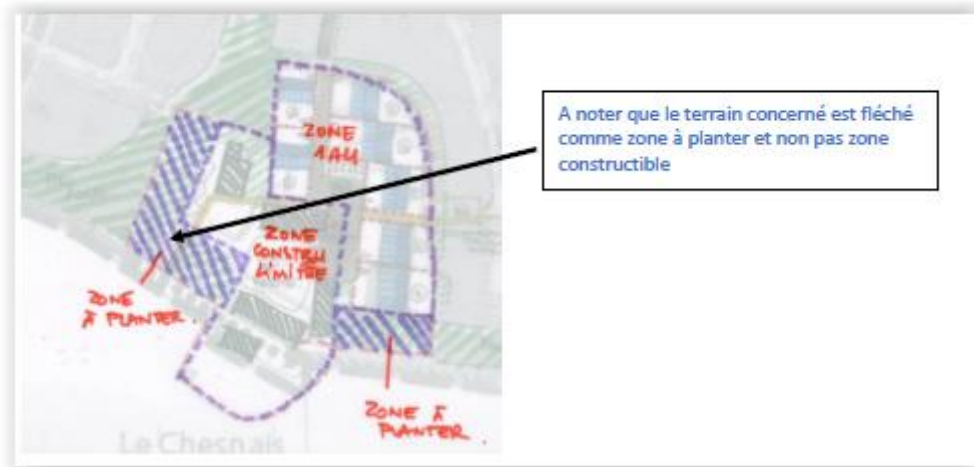 ZONE
1AU
A noter que le terrain concerné est fléché
comme zone à planter et non pas zone
constructible
ZONE
CONSTRU
LIMITEE
ZONE
À PLANTER.
ZONE À
PLANTER.
Le Chesnais